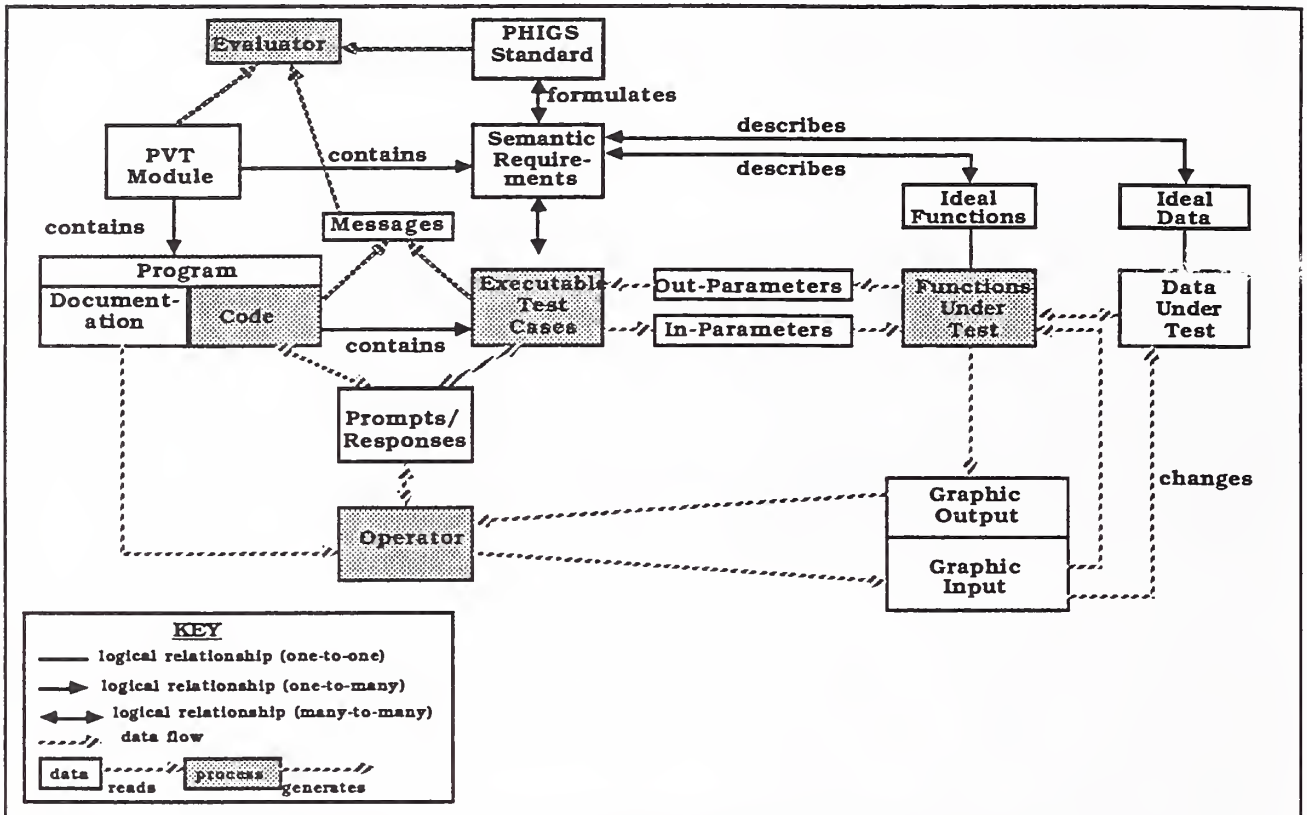 Evaluator
PHIGS
Standard
formulates
PVT
Module
contains
Semantic
Require-
ments
describes
describes
Ideal
Functions
Ideal
Data
contains
Messages
Program
Document-
ation
Code
contains
Executable
Test
Cases
Out-Parameters
In-Parameters
Functions
Under
Test
Data
Under
Test
Prompts/
Responses
Operator
Graphic
Output
Graphic
Input
changes
KEY
logical relationship (one-to-one)
logical relationship (one-to-many)
logical relationship (many-to-many)
data flow
data
reads
process
generates